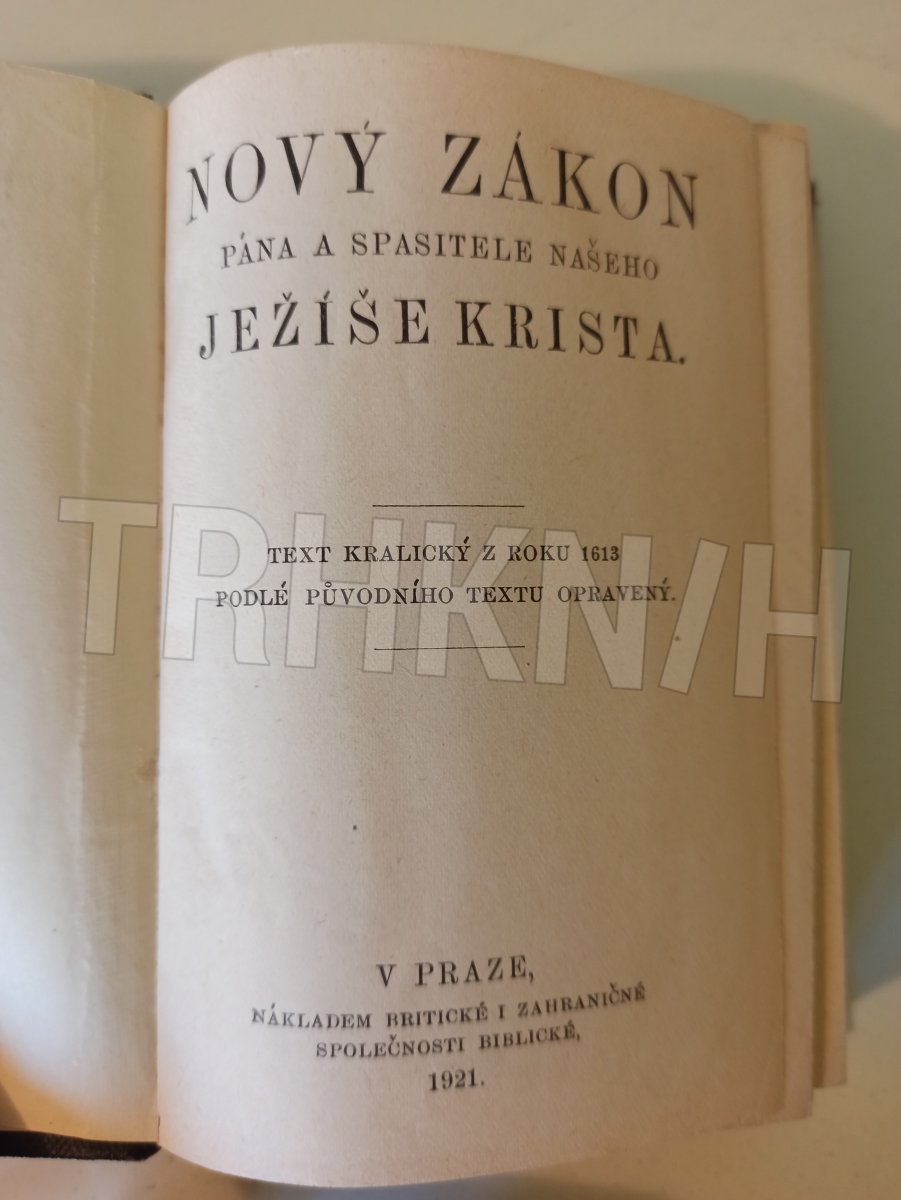 NOVÝ ZÁKON
PÁNA A SPASITELE NAŠEHO
JEŽÍŠE KRISTA.
TEXT KRALICKÝ Z ROKU 1613
PODLÉ PŮVODNÍHO TEXTU OPRAVENÝ.
TRHKN/H
V PRAZE,
NÁKLADEM BRITICKÉ I ZAHRANIČNÉ
SPOLEČNOSTI BIBLICKÉ,
1921.